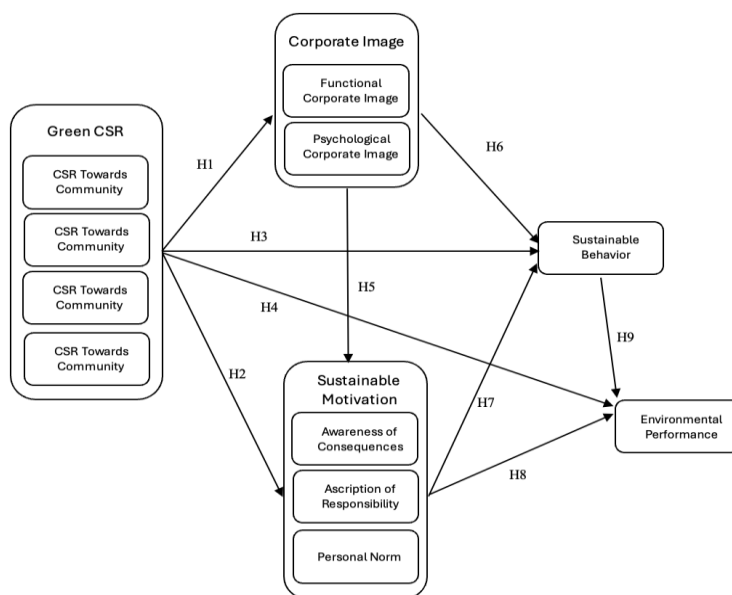 Corporate Image
Functional
Corporate Image
Psychological
Corporate Image
Green CSR
CSR Towards
Community
CSR Towards
Community
CSR Towards
Community
CSR Towards
Community
H1
H6
H3
Sustainable
Behavior
H5
H4
H9
H2
Sustainable
Motivation
H7
Awareness of
Consequences
Environmental
Performance
H8
Ascription of
Responsibility
Personal Norm